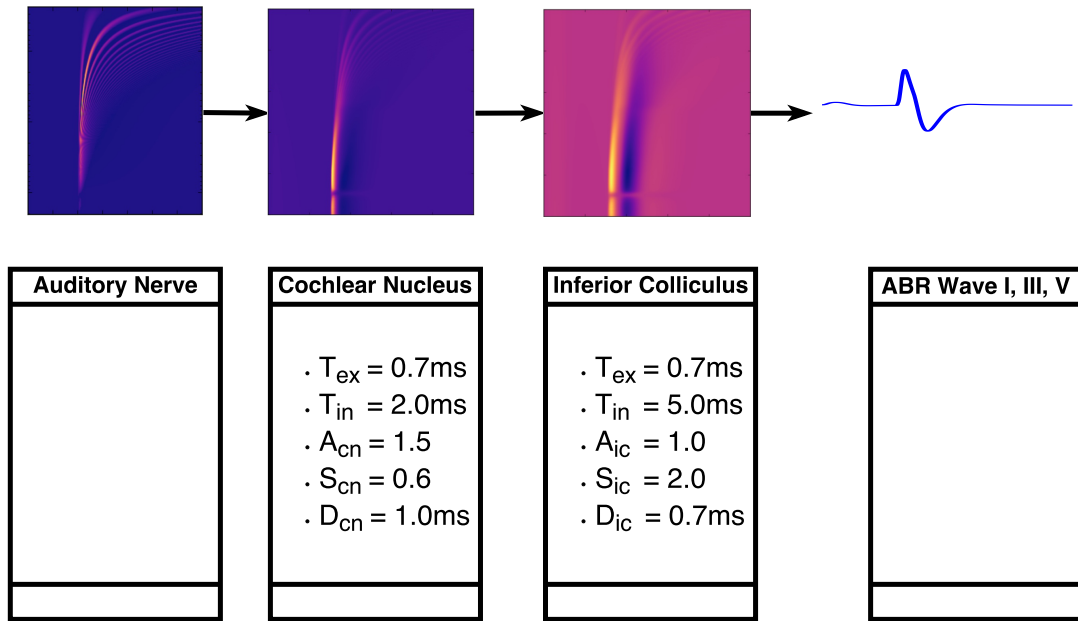 Auditory Nerve
Cochlear Nucleus
Inferior Colliculus
ABR Wave I, III, V
. Tex = 0.7ms
. Tin = 2.0ms
. Acn = 1.5
. Scn = 0.6
. Dcn = 1.0ms
. Tex = 0.7ms
. Tin = 5.0ms
. Aic = 1.0
. Sic = 2.0
. Dic = 0.7ms